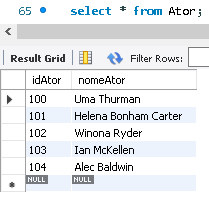 65 select * from Ator;
Result Grid Filter Rows:
idAtor nomeAtor
100 Uma Thurman
101 Helena Bonham Carter
102 Winona Ryder
103 Ian McKellen
104 Alec Baldwin
NULL NULL